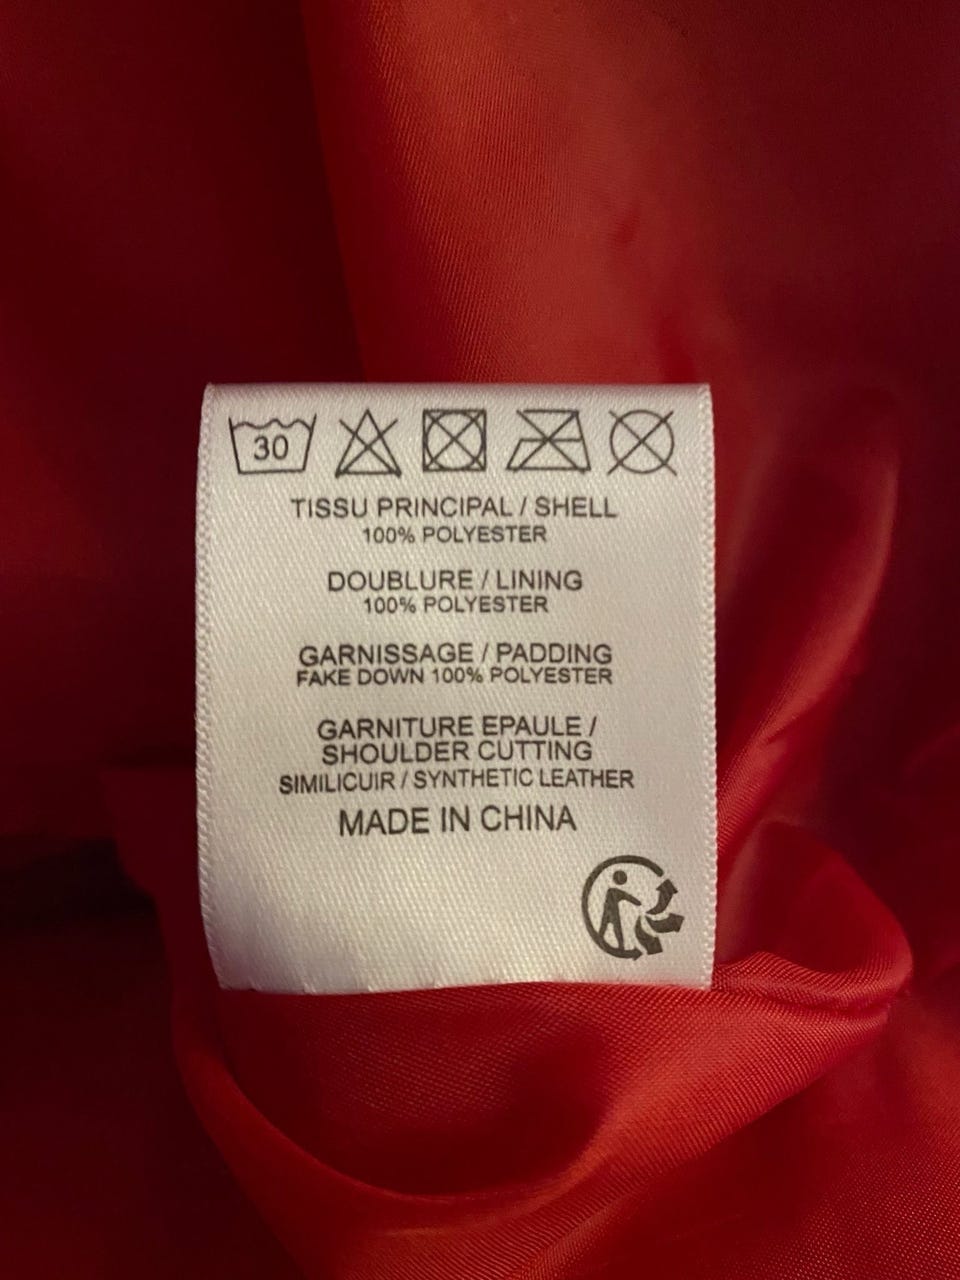 30
TISSU PRINCIPAL / SHELL
100% POLYESTER
DOUBLURE / LINING
100% POLYESTER
GARNISSAGE / PADDING
FAKE DOWN 100% POLYESTER
GARNITURE EPAULE /
SHOULDER CUTTING
SIMILICUIR / SYNTHETIC LEATHER
MADE IN CHINA